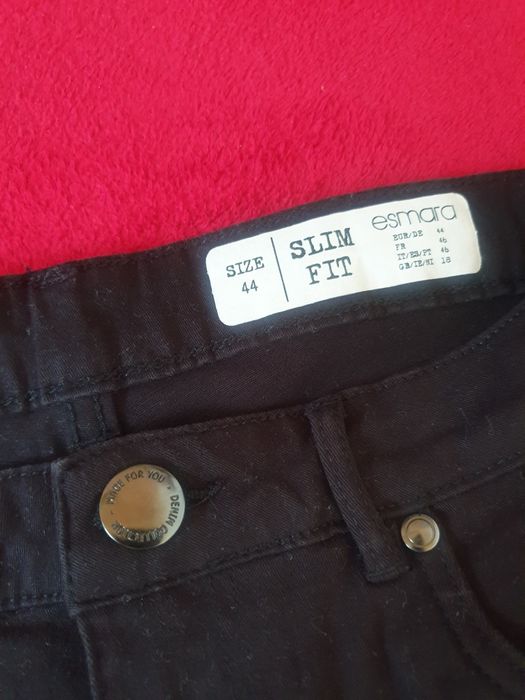 esmara
SIZE
44
SLIM
FIT
EUR/DE 44
FR 46
IT/ES/PT 48
GB/IE/NI 18
MADE FOR YOU · DENIM COLLECTION ·